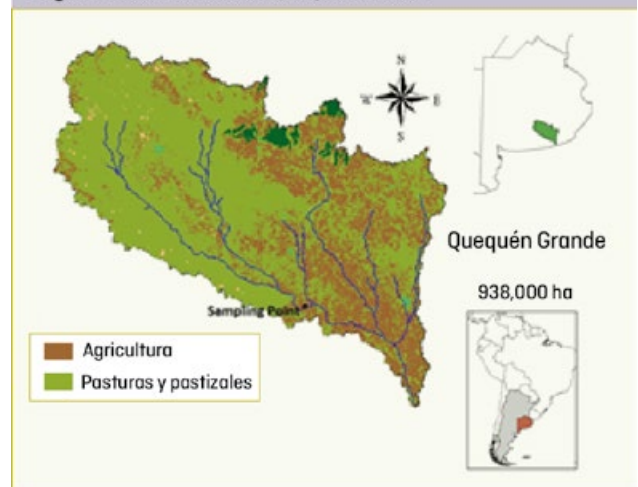 N
E
S
Quequén Grande
938,000 ha
Sampling Point
Agricultura
Pasturas y pastizales